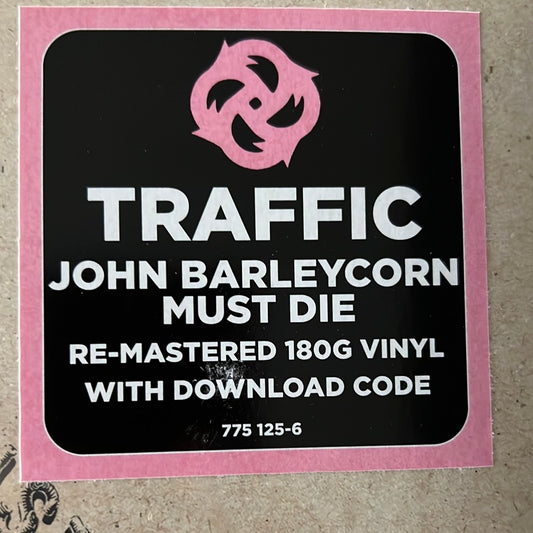 TRAFFIC
JOHN BARLEYCORN
MUST DIE
RE-MASTERED 180G VINYL
WITH DOWNLOAD CODE
775 125-6